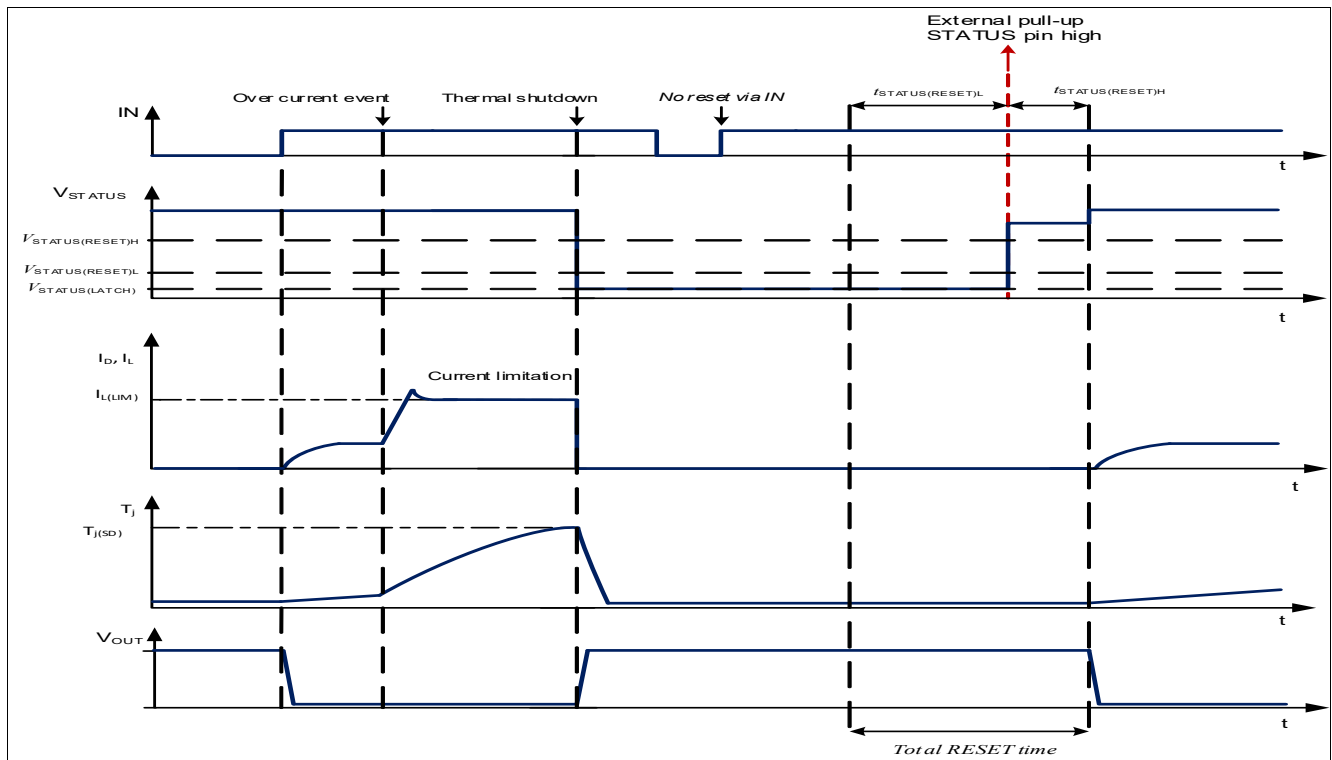 External pull-up
STATUS pin high
Over current event
Thermal shutdown
No reset via IN
tSTATUS(RESET)L
tSTATUS(RESET)H
IN
t
VSTATUS
VSTATUS(RESET)H
VSTATUS(RESET)L
VSTATUS(LATCH)
t
ID, IL
Current limitation
IL(LIM)
t
Tj
Tj(SD)
t
VOUT
t
Total RESET time